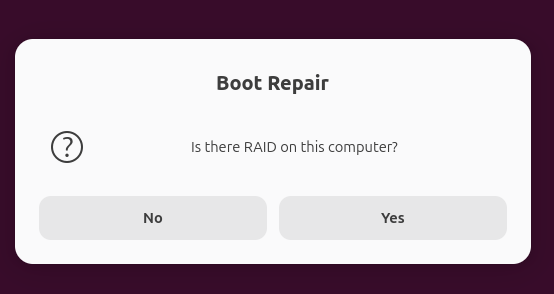 Boot Repair
?
Is there RAID on this computer?
No
Yes